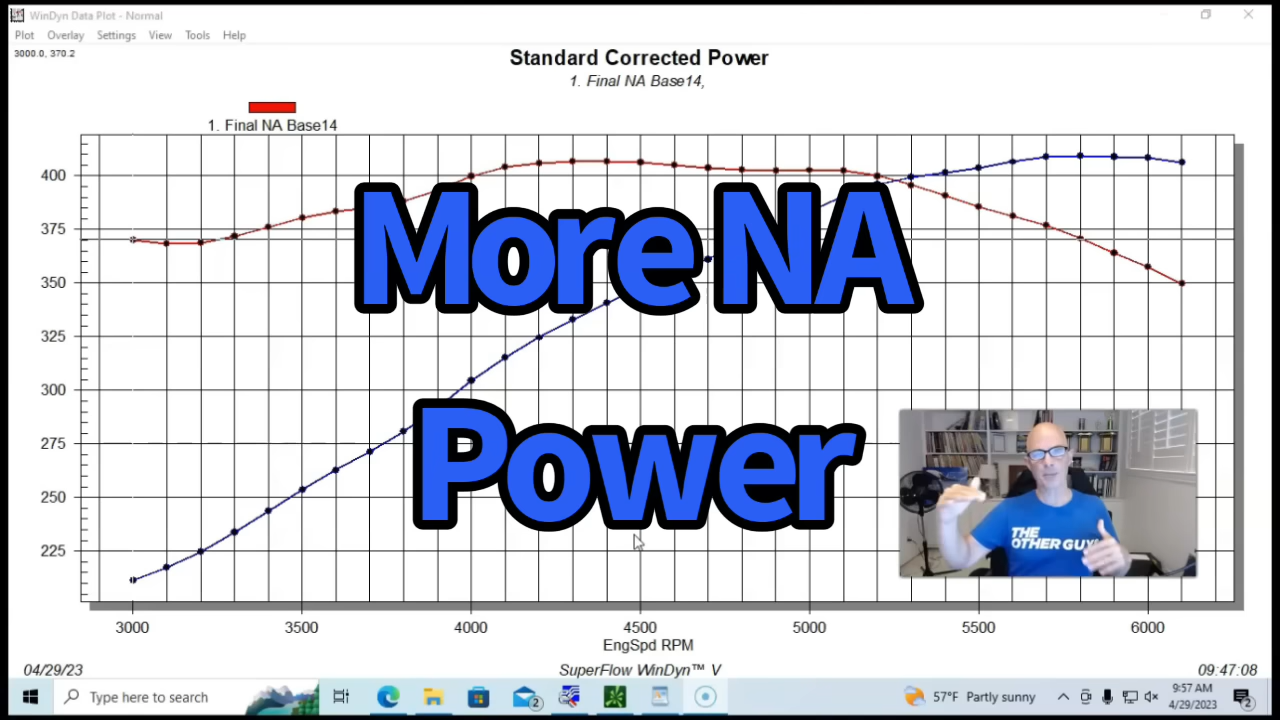 WinDyn Data Plot - Normal
Plot Overlay Settings View Tools Help
3000.0, 370.2
Standard Corrected Power
1. Final NA Base14,
1. Final NA Base14
400
375
350
325
300
275
250
225
More NA
Power
THE
OTHER GUY
3000 3500 4000 4500 5000 5500 6000
EngSpd RPM
04/29/23 SuperFlow WinDyn™ V 09:47:08
Type here to search 2 57°F Partly sunny 9:57 AM 2
4/29/2023